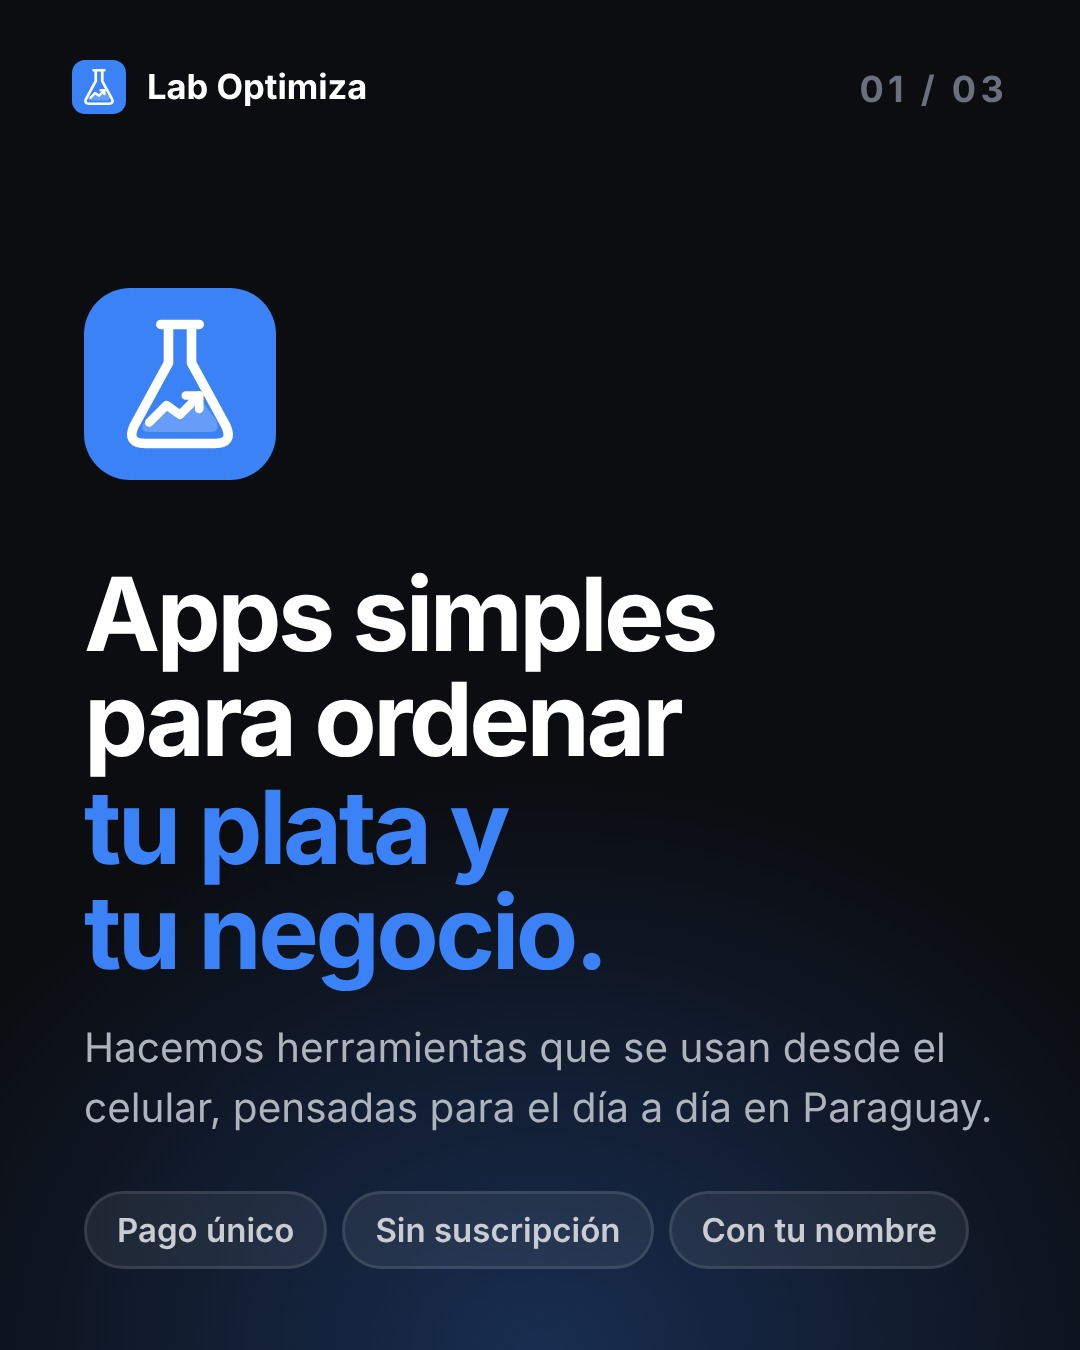 Lab Optimiza
01 / 03
Apps simples
para ordenar
tu plata y
tu negocio.
Hacemos herramientas que se usan desde el
celular, pensadas para el día a día en Paraguay.
Pago único
Sin suscripción
Con tu nombre